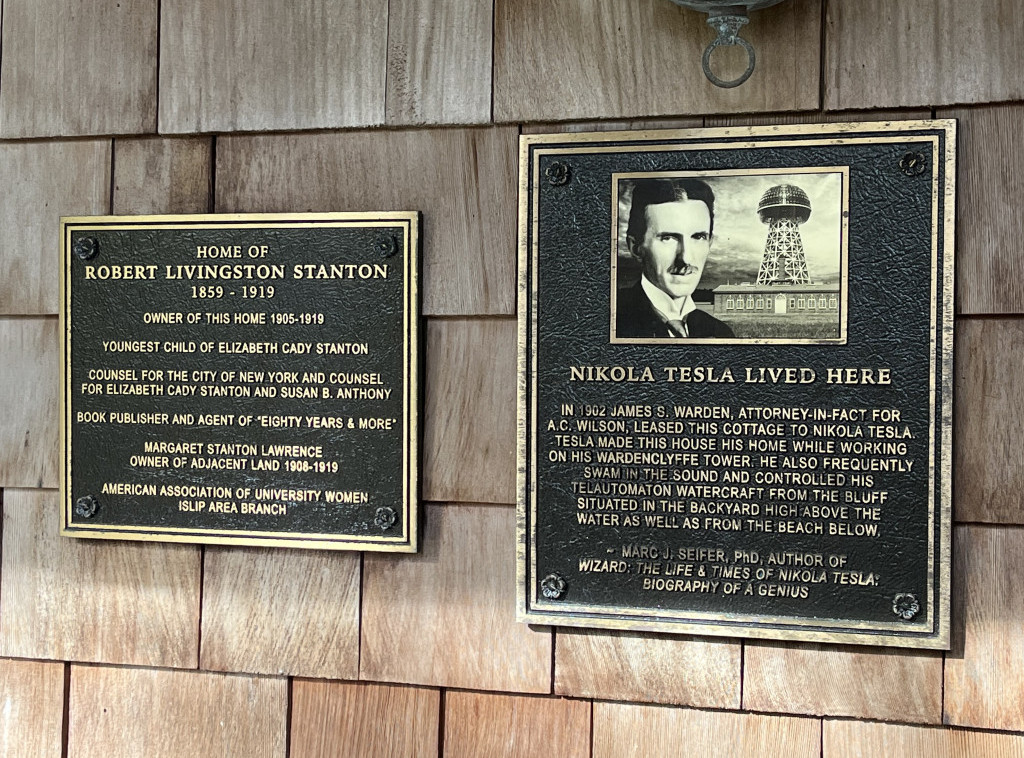 HOME OF
ROBERT LIVINGSTON STANTON
1859 - 1919
OWNER OF THIS HOME 1905-1919
YOUNGEST CHILD OF ELIZABETH CADY STANTON
COUNSEL FOR THE CITY OF NEW YORK AND COUNSEL
FOR ELIZABETH CADY STANTON AND SUSAN B. ANTHONY
BOOK PUBLISHER AND AGENT OF "EIGHTY YEARS & MORE"
MARGARET STANTON LAWRENCE
OWNER OF ADJACENT LAND 1908-1919
AMERICAN ASSOCIATION OF UNIVERSITY WOMEN
ISLIP AREA BRANCH
NIKOLA TESLA LIVED HERE
IN 1902 JAMES S. WARDEN, ATTORNEY-IN-FACT FOR
A.C. WILSON, LEASED THIS COTTAGE TO NIKOLA TESLA.
TESLA MADE THIS HOUSE HIS HOME WHILE WORKING
ON HIS WARDENCLYFFE TOWER. HE ALSO FREQUENTLY
SWAM IN THE SOUND AND CONTROLLED HIS
TELAUTOMATON WATERCRAFT FROM THE BLUFF
SITUATED IN THE BACKYARD HIGH ABOVE THE
WATER AS WELL AS FROM THE BEACH BELOW.
~ MARC J. SEIFER, PhD, AUTHOR OF
WIZARD: THE LIFE & TIMES OF NIKOLA TESLA:
BIOGRAPHY OF A GENIUS